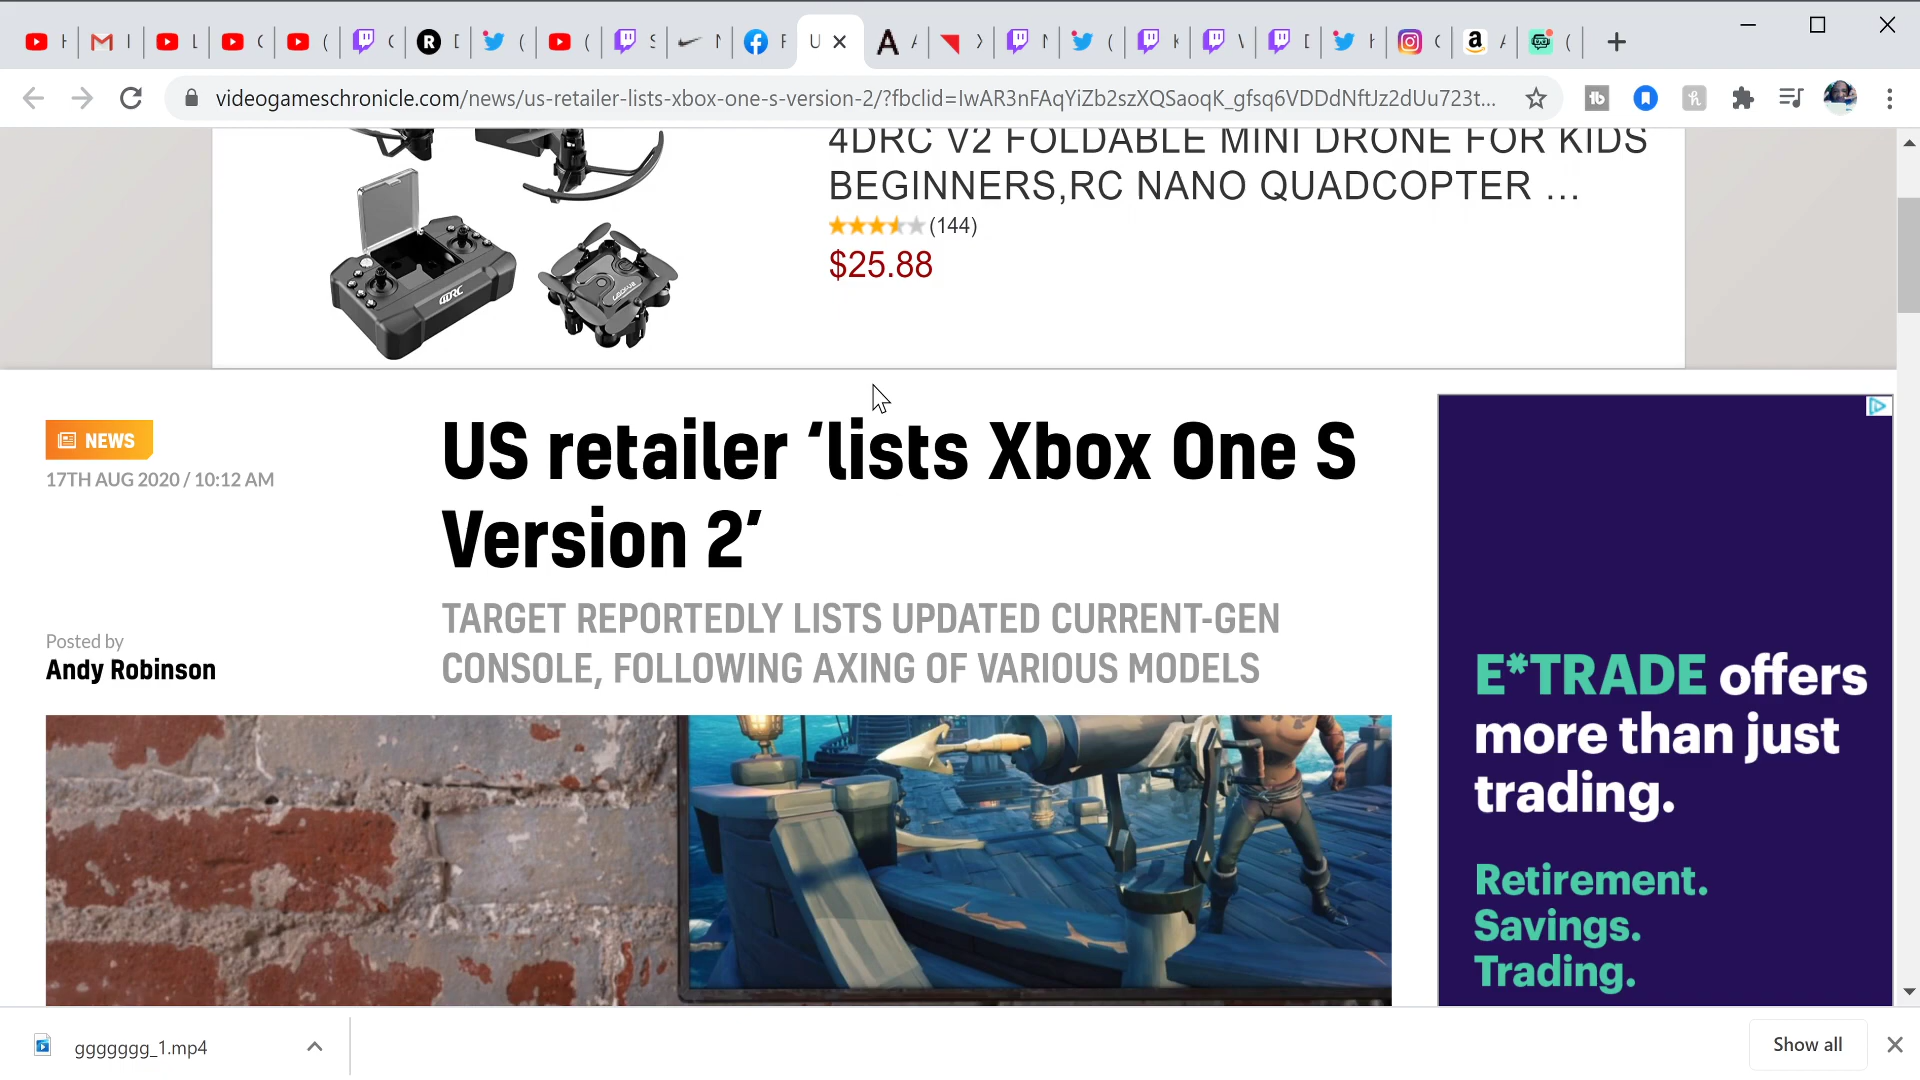 videogameschronicle.com/news/us-retailer-lists-xbox-one-s-version-2/?fbclid=IwAR3nFAqYiZb2szXQSaoqK_gfsq6VDDdNftJz2dUu723t...
4DRC V2 FOLDABLE MINI DRONE FOR KIDS
BEGINNERS,RC NANO QUADCOPTER ...
(144)
$25.88
4DRC
NEWS
17TH AUG 2020 / 10:12 AM
US retailer ‘lists Xbox One S
Version 2’
TARGET REPORTEDLY LISTS UPDATED CURRENT-GEN
CONSOLE, FOLLOWING AXING OF VARIOUS MODELS
Posted by
Andy Robinson
E*TRADE offers
more than just
trading.
Retirement.
Savings.
Trading.
ggggggg_1.mp4
Show all